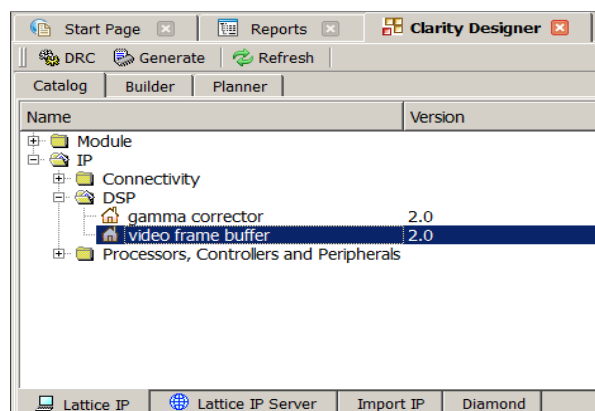 Start Page Reports Clarity Designer
DRC Generate Refresh
Catalog Builder Planner
Name Version
Module
IP
Connectivity
DSP
gamma corrector 2.0
video frame buffer 2.0
Processors, Controllers and Peripherals
Lattice IP Lattice IP Server Import IP Diamond